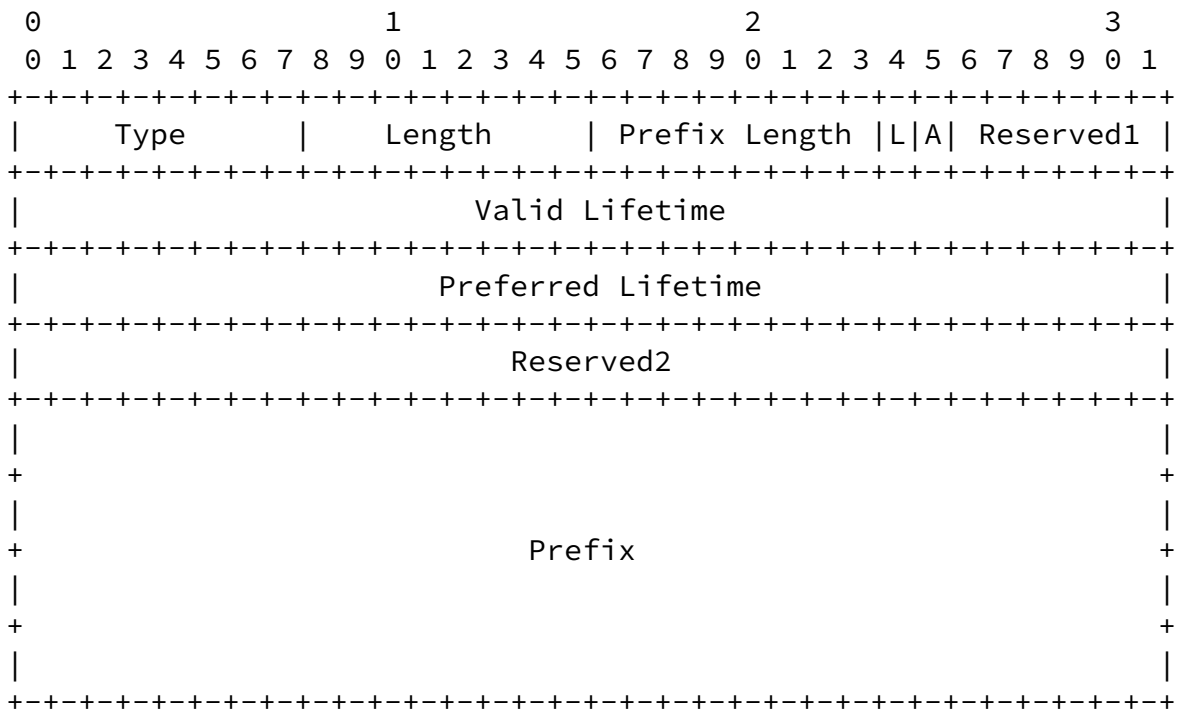 0                   1                   2                   3
 0 1 2 3 4 5 6 7 8 9 0 1 2 3 4 5 6 7 8 9 0 1 2 3 4 5 6 7 8 9 0 1
+-+-+-+-+-+-+-+-+-+-+-+-+-+-+-+-+-+-+-+-+-+-+-+-+-+-+-+-+-+-+-+-+
|     Type      |    Length     | Prefix Length |L|A| Reserved1 |
+-+-+-+-+-+-+-+-+-+-+-+-+-+-+-+-+-+-+-+-+-+-+-+-+-+-+-+-+-+-+-+-+
|                         Valid Lifetime                        |
+-+-+-+-+-+-+-+-+-+-+-+-+-+-+-+-+-+-+-+-+-+-+-+-+-+-+-+-+-+-+-+-+
|                       Preferred Lifetime                      |
+-+-+-+-+-+-+-+-+-+-+-+-+-+-+-+-+-+-+-+-+-+-+-+-+-+-+-+-+-+-+-+-+
|                           Reserved2                           |
+-+-+-+-+-+-+-+-+-+-+-+-+-+-+-+-+-+-+-+-+-+-+-+-+-+-+-+-+-+-+-+-+
|                                                               |
+                                                               +
|                                                               |
+                            Prefix                             +
|                                                               |
+                                                               +
|                                                               |
+-+-+-+-+-+-+-+-+-+-+-+-+-+-+-+-+-+-+-+-+-+-+-+-+-+-+-+-+-+-+-+-+